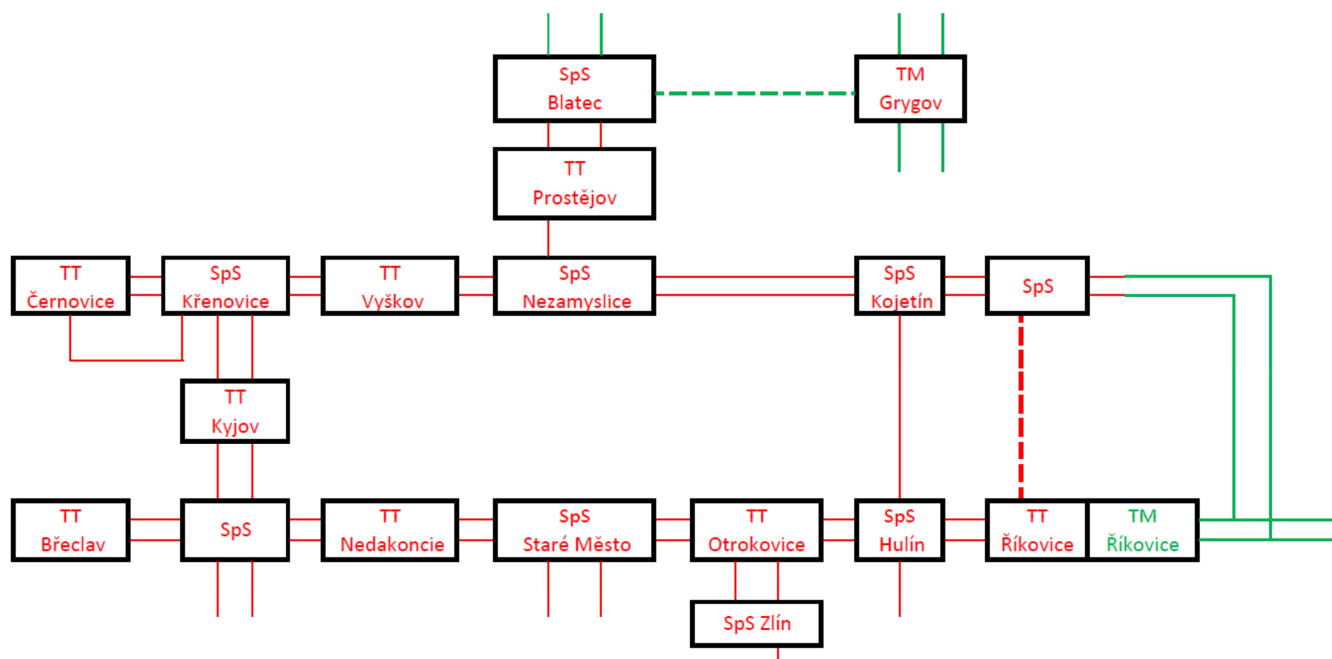 SpS
Blatec
TM
Grygov
TT
Prostějov
TT
Černovice
SpS
Křenovice
TT
Vyškov
SpS
Nezamyslice
SpS
Kojetín
SpS
TT
Kyjov
TT
Břeclav
SpS
TT
Nedakoncie
SpS
Staré Město
TT
Otrokovice
SpS
Hulín
TT
Říkovice
TM
Říkovice
SpS Zlín